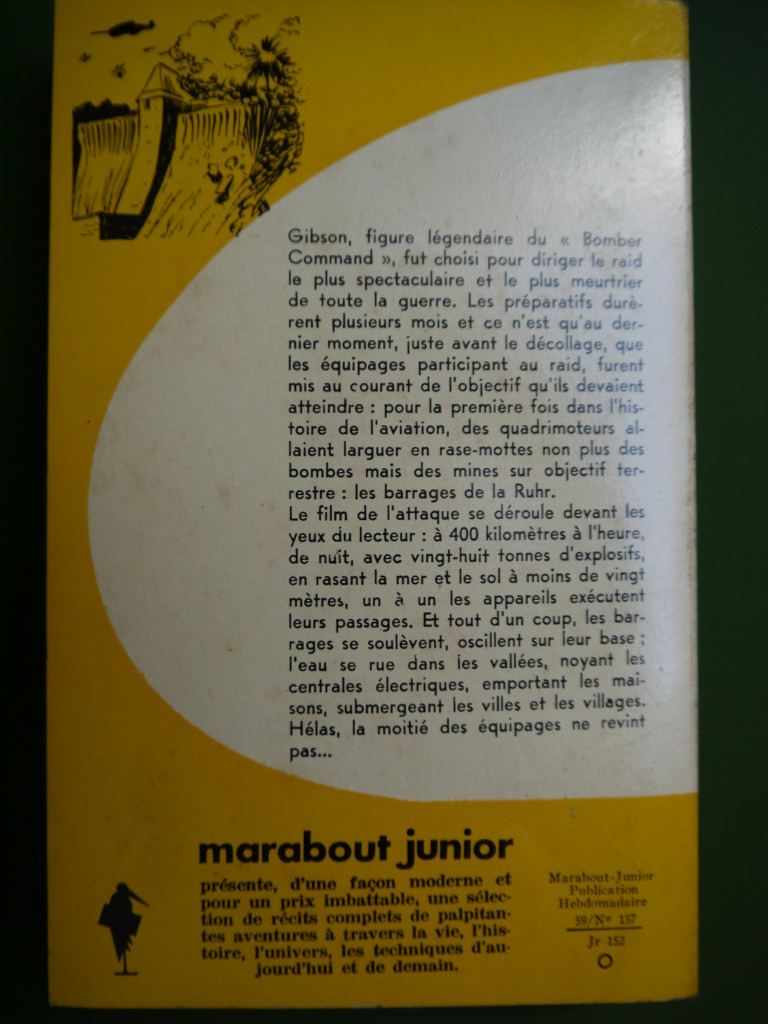 Gibson, figure légendaire du « Bomber
Command », fut choisi pour diriger le raid
le plus spectaculaire et le plus meurtrier
de toute la guerre. Les préparatifs durè-
rent plusieurs mois et ce n'est qu'au der-
nier moment, juste avant le décollage, que
les équipages participant au raid, furent
mis au courant de l'objectif qu'ils devaient
atteindre : pour la première fois dans l'his-
toire de l'aviation, des quadrimoteurs al-
laient larguer en rase-mottes non plus des
bombes mais des mines sur objectif ter-
restre : les barrages de la Ruhr.
Le film de l'attaque se déroule devant les
yeux du lecteur : à 400 kilomètres à l'heure,
de nuit, avec vingt-huit tonnes d'explosifs,
en rasant la mer et le sol à moins de vingt
mètres, un à un les appareils exécutent
leurs passages. Et tout d'un coup, les bar-
rages se soulèvent, oscillent sur leur base ;
l'eau se rue dans les vallées, noyant les
centrales électriques, emportant les mai-
sons, submergeant les villes et les villages.
Hélas, la moitié des équipages ne revint
pas...
marabout junior
présente, d'une façon moderne et
pour un prix imbattable, une sélec-
tion de récits complets de palpitan-
tes aventures à travers la vie, l'his-
toire, l'univers, les techniques d'au-
jourd'hui et de demain.
Marabout-Junior
Publication
Hebdomadaire
59/N° 157
Jr 152